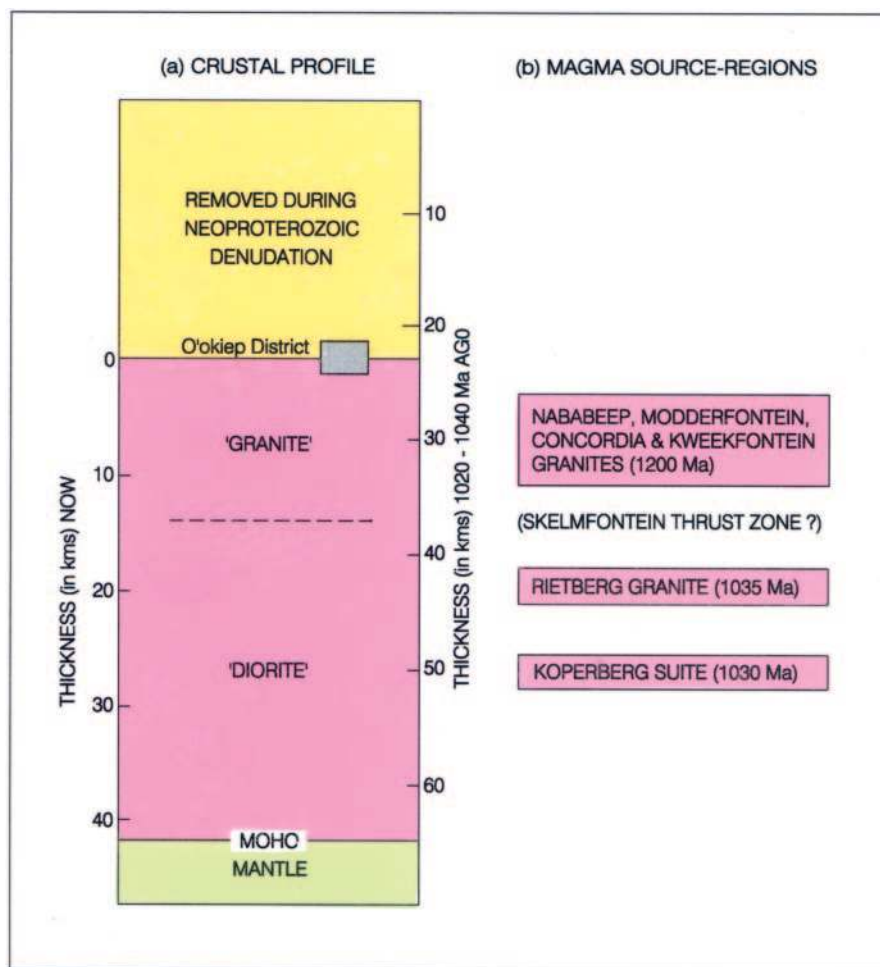 (a) CRUSTAL PROFILE
(b) MAGMA SOURCE-REGIONS
REMOVED DURING
NEOPROTEROZOIC
DENUDATION
10
20
O'okiep District
0
'GRANITE'
30
10
40
20
'DIORITE'
50
30
60
40
MOHO
MANTLE
THICKNESS (in kms) NOW
THICKNESS (in kms) 1020 - 1040 Ma AG0
NABABEEP, MODDERFONTEIN,
CONCORDIA & KWEEKFONTEIN
GRANITES (1200 Ma)
(SKELMFONTEIN THRUST ZONE ?)
RIETBERG GRANITE (1035 Ma)
KOPERBERG SUITE (1030 Ma)